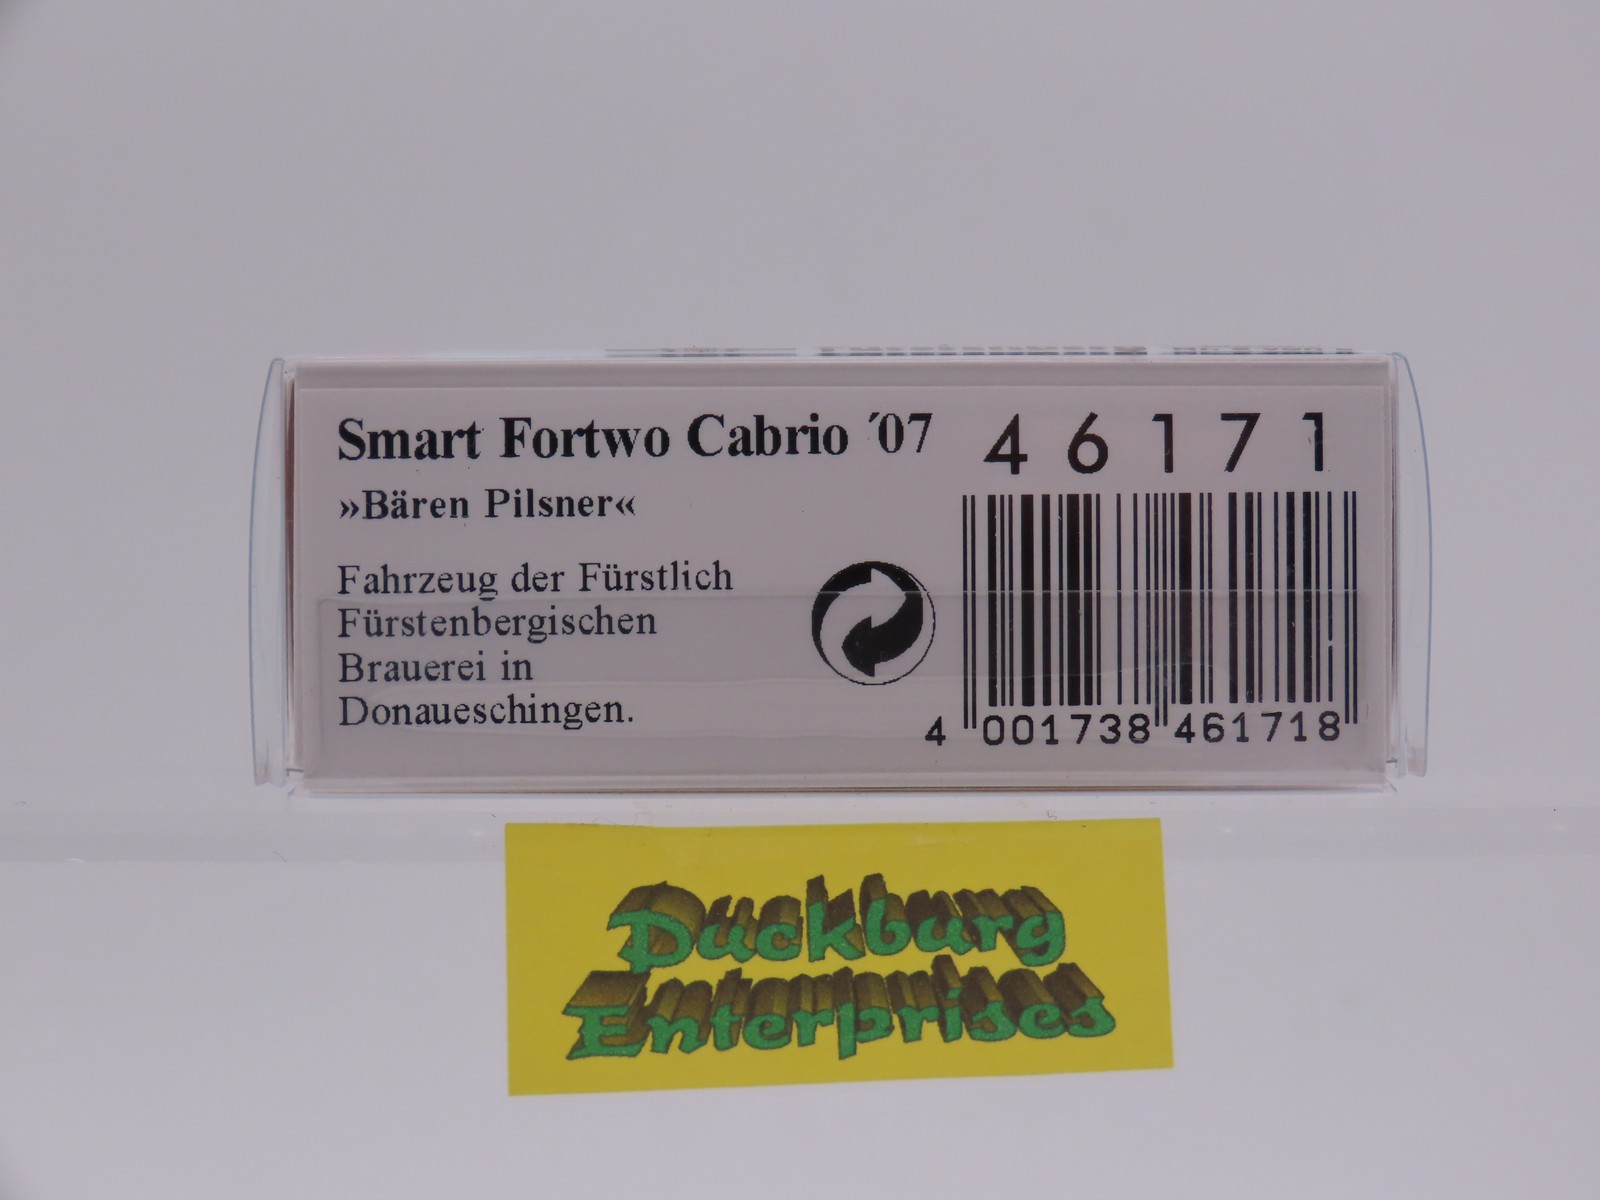 Smart Fortwo Cabrio ´07
46171
»Bären Pilsner«
Fahrzeug der Fürstlich
Fürstenbergischen
Brauerei in
Donaueschingen.
4 001738 461718
Duckburg
Enterprises